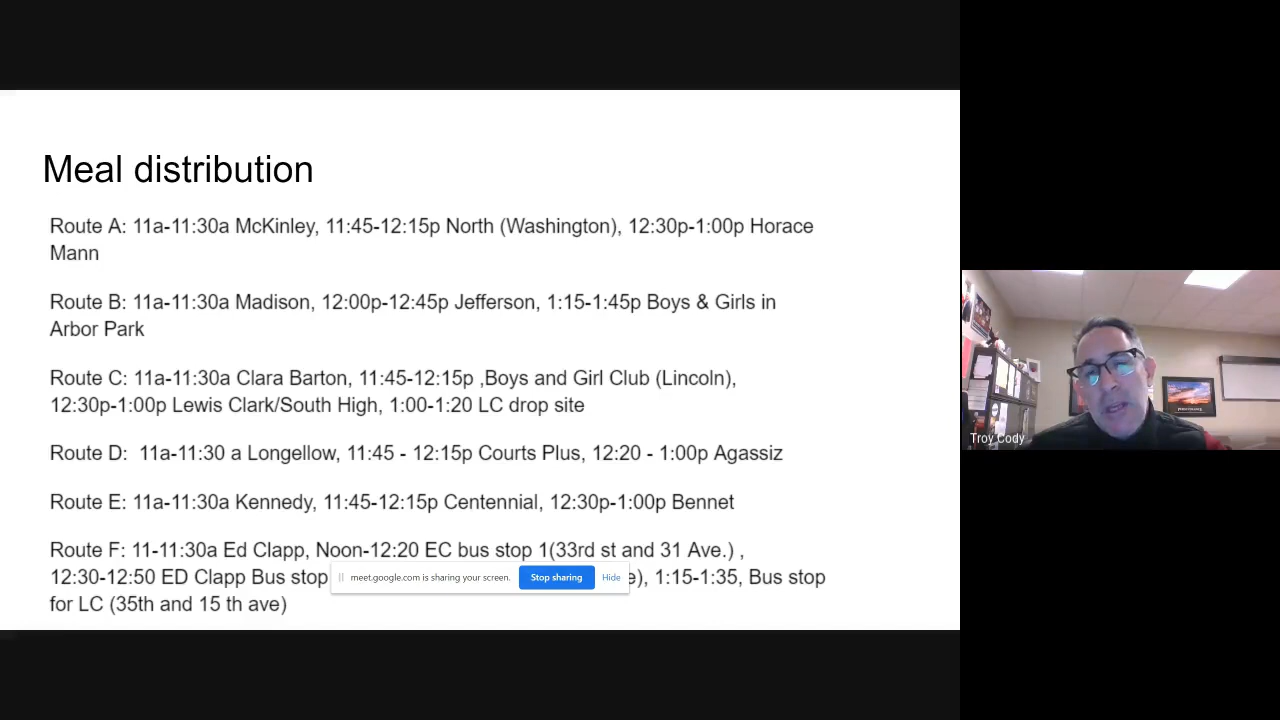 Meal distribution
Route A: 11a-11:30a McKinley, 11:45-12:15p North (Washington), 12:30p-1:00p Horace
Mann
Route B: 11a-11:30a Madison, 12:00p-12:45p Jefferson, 1:15-1:45p Boys & Girls in
Arbor Park
Route C: 11a-11:30a Clara Barton, 11:45-12:15p ,Boys and Girl Club (Lincoln),
12:30p-1:00p Lewis Clark/South High, 1:00-1:20 LC drop site
Route D:  11a-11:30 a Longellow, 11:45 - 12:15p Courts Plus, 12:20 - 1:00p Agassiz
Route E: 11a-11:30a Kennedy, 11:45-12:15p Centennial, 12:30p-1:00p Bennet
Route F: 11-11:30a Ed Clapp, Noon-12:20 EC bus stop 1(33rd st and 31 Ave.) ,
12:30-12:50 ED Clapp Bus stop e), 1:15-1:35, Bus stop
meet.google.com is sharing your screen. Stop sharing Hide
for LC (35th and 15 th ave)
Troy Cody